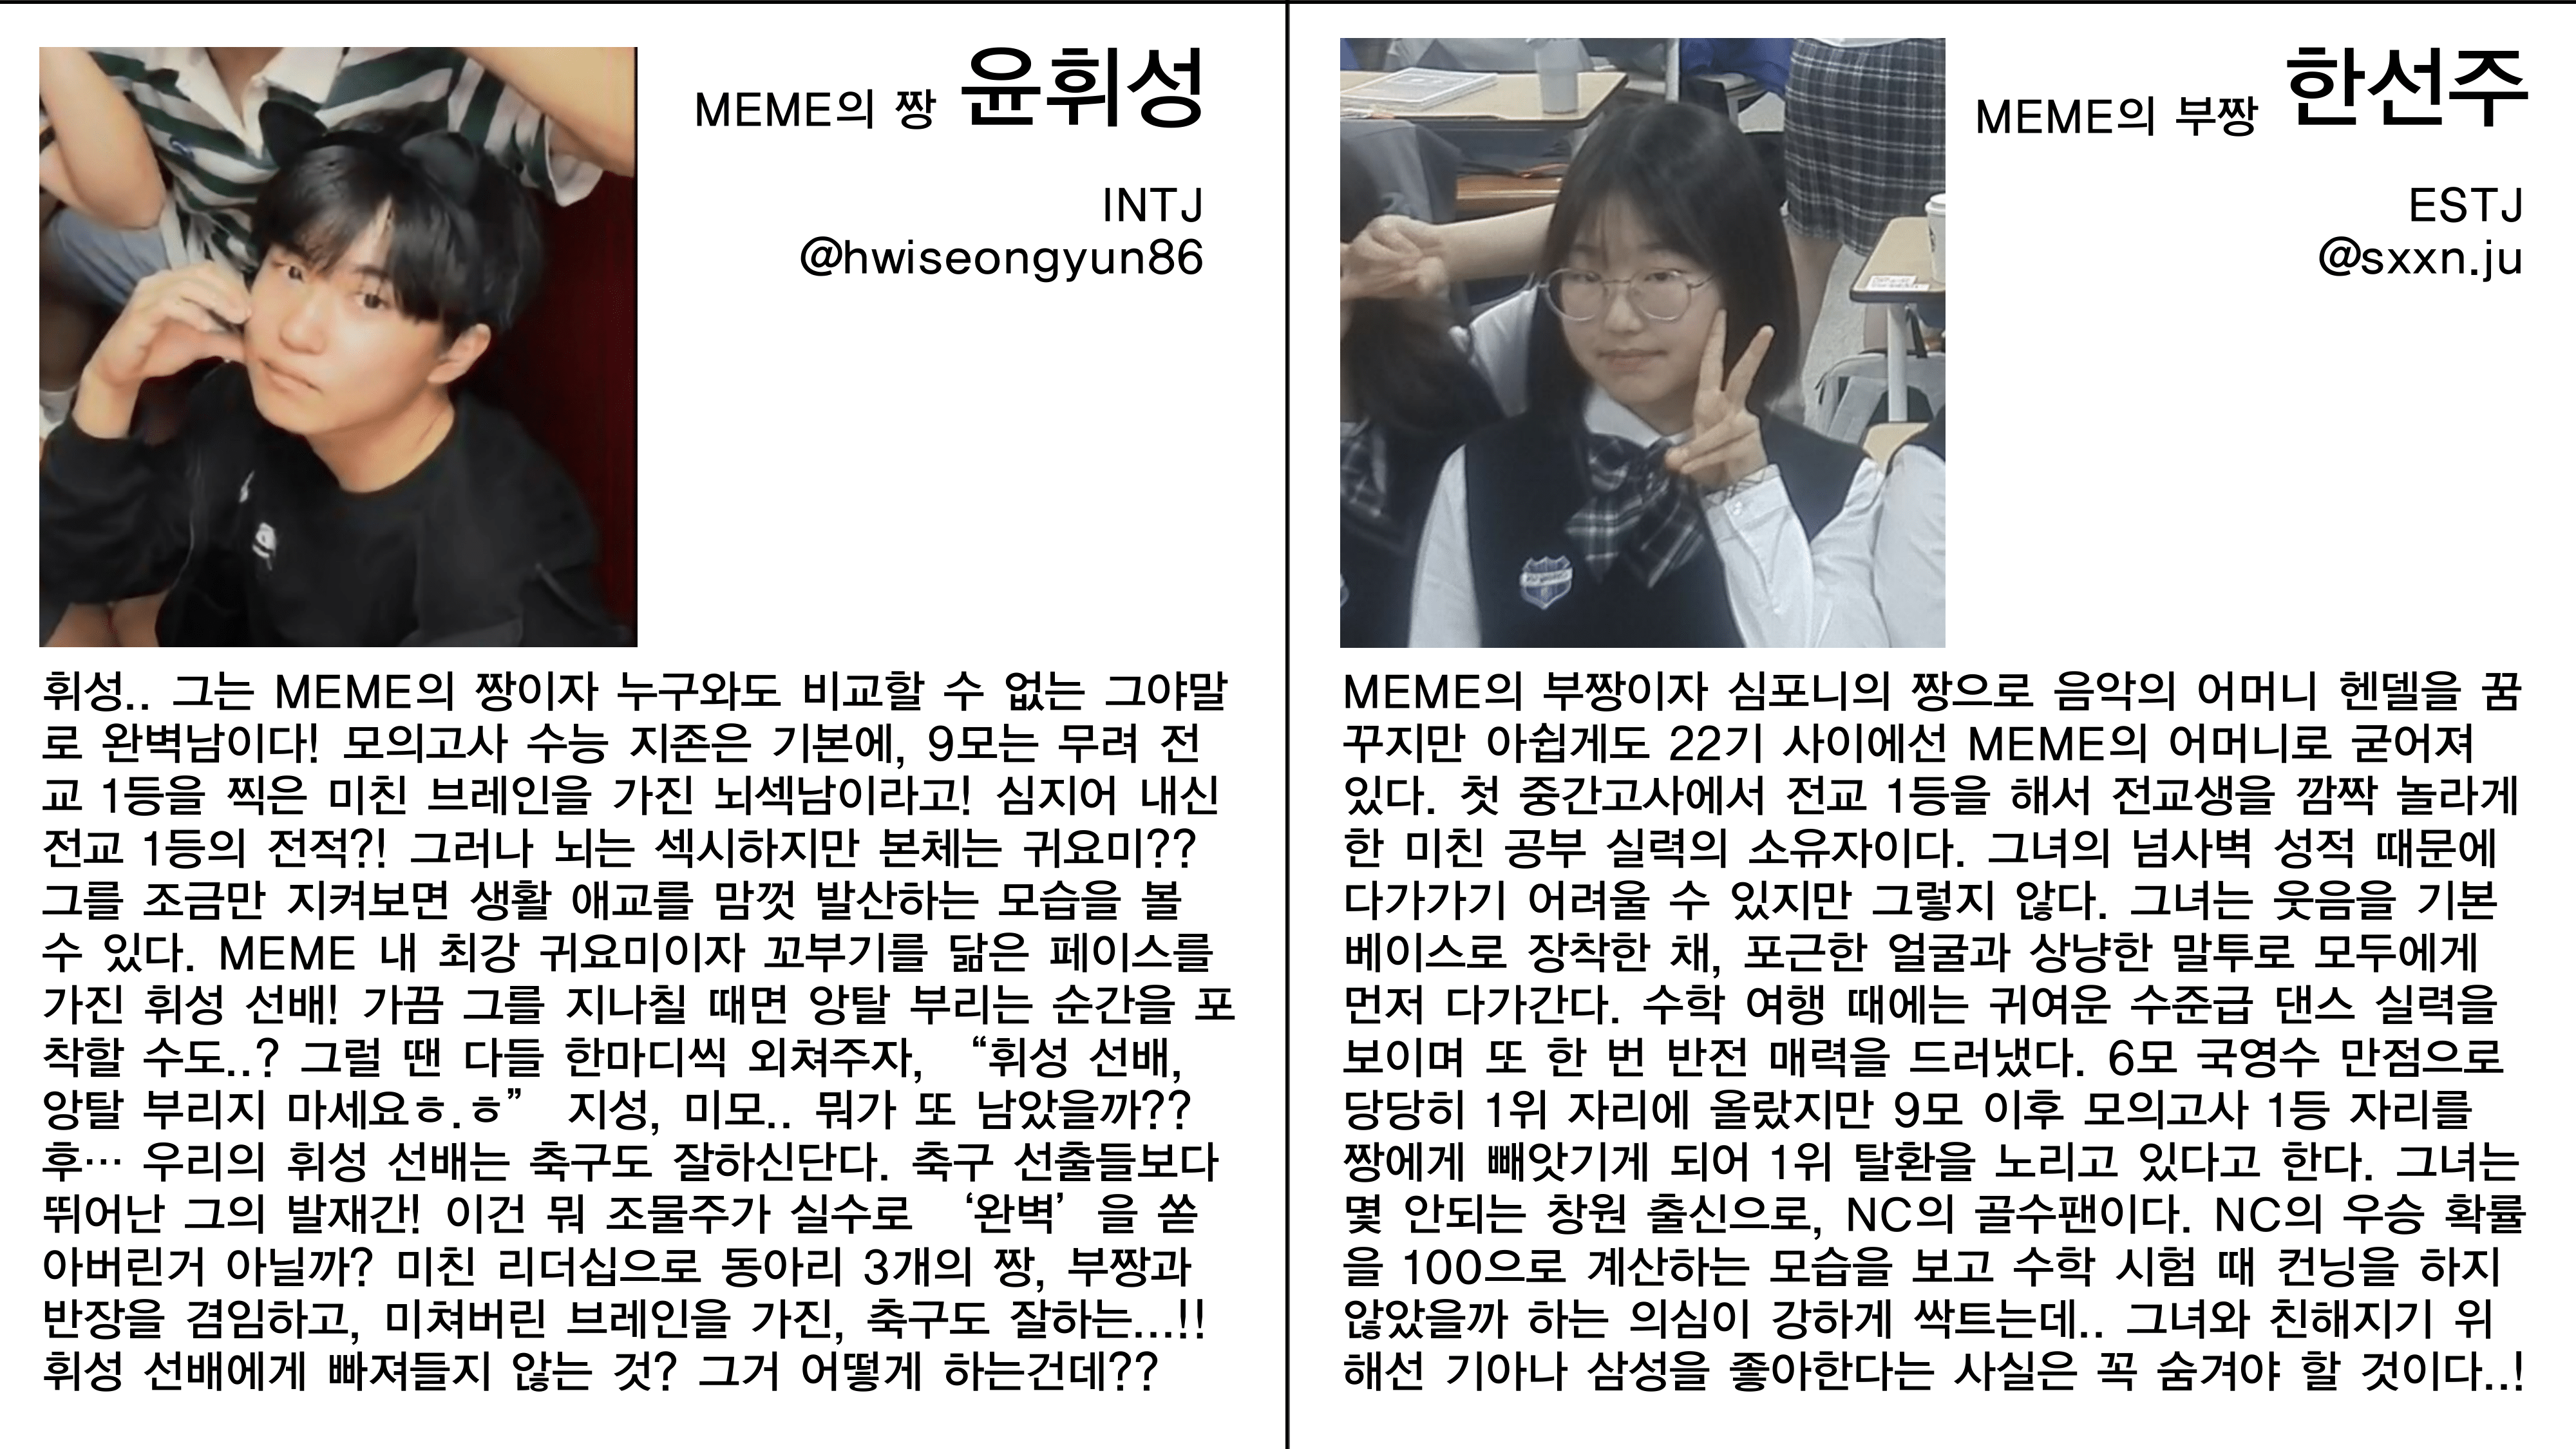 MEME의 짱 윤휘성
INTJ
@hwiseongyun86
휘성.. 그는 MEME의 짱이자 누구와도 비교할 수 없는 그야말
로 완벽남이다! 모의고사 수능 지존은 기본에, 9모는 무려 전
교 1등을 찍은 미친 브레인을 가진 뇌섹남이라고! 심지어 내신
전교 1등의 전적?! 그러나 뇌는 섹시하지만 본체는 귀요미??
그를 조금만 지켜보면 생활 애교를 맘껏 발산하는 모습을 볼
수 있다. MEME 내 최강 귀요미이자 꼬부기를 닮은 페이스를
가진 휘성 선배! 가끔 그를 지나칠 때면 앙탈 부리는 순간을 포
착할 수도..? 그럴 땐 다들 한마디씩 외쳐주자, “휘성 선배,
앙탈 부리지 마세요ㅎ.ㅎ” 지성, 미모.. 뭐가 또 남았을까??
후… 우리의 휘성 선배는 축구도 잘하신단다. 축구 선출들보다
뛰어난 그의 발재간! 이건 뭐 조물주가 실수로 ‘완벽’을 쏟
아버린거 아닐까? 미친 리더십으로 동아리 3개의 짱, 부짱과
반장을 겸임하고, 미쳐버린 브레인을 가진, 축구도 잘하는...!!
휘성 선배에게 빠져들지 않는 것? 그거 어떻게 하는건데??
MEME의 부짱 한선주
ESTJ
@sxxn.ju
MEME의 부짱이자 심포니의 짱으로 음악의 어머니 헨델을 꿈
꾸지만 아쉽게도 22기 사이에선 MEME의 어머니로 굳어져
있다. 첫 중간고사에서 전교 1등을 해서 전교생을 깜짝 놀라게
한 미친 공부 실력의 소유자이다. 그녀의 넘사벽 성적 때문에
다가가기 어려울 수 있지만 그렇지 않다. 그녀는 웃음을 기본
베이스로 장착한 채, 포근한 얼굴과 상냥한 말투로 모두에게
먼저 다가간다. 수학 여행 때에는 귀여운 수준급 댄스 실력을
보이며 또 한 번 반전 매력을 드러냈다. 6모 국영수 만점으로
당당히 1위 자리에 올랐지만 9모 이후 모의고사 1등 자리를
짱에게 빼앗기게 되어 1위 탈환을 노리고 있다고 한다. 그녀는
몇 안되는 창원 출신으로, NC의 골수팬이다. NC의 우승 확률
을 100으로 계산하는 모습을 보고 수학 시험 때 컨닝을 하지
않았을까 하는 의심이 강하게 싹트는데.. 그녀와 친해지기 위
해선 기아나 삼성을 좋아한다는 사실은 꼭 숨겨야 할 것이다..!